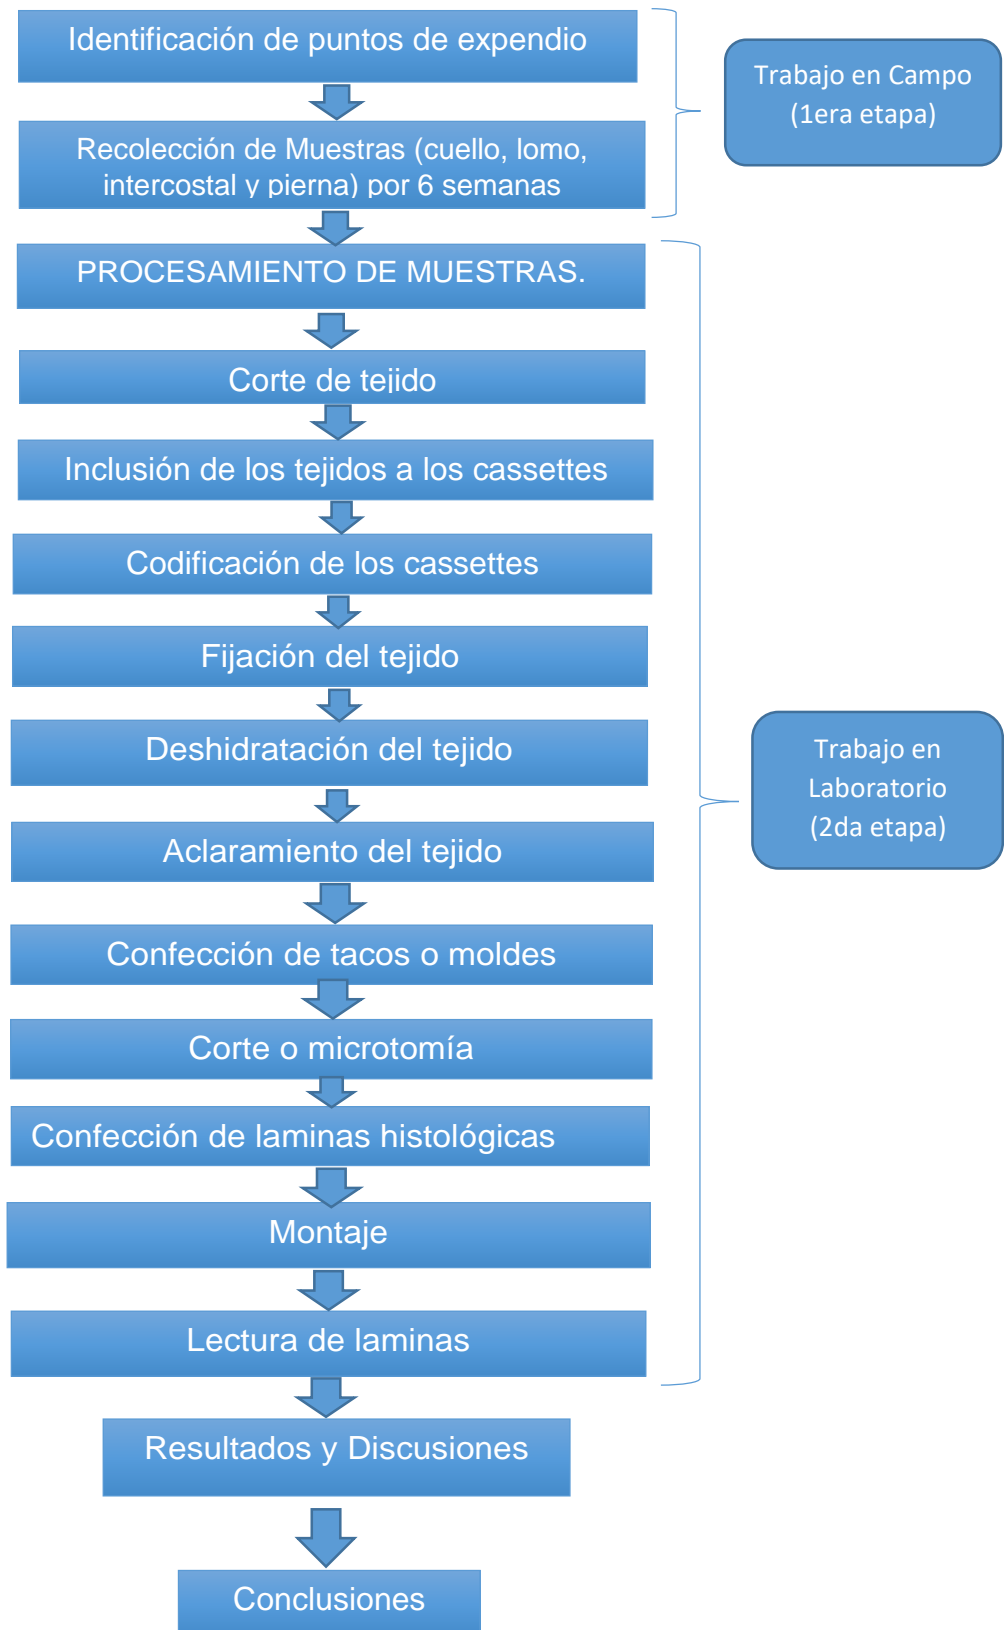 Identificación de puntos de expendio
Trabajo en Campo
(1era etapa)
Recolección de Muestras (cuello, lomo,
intercostal y pierna) por 6 semanas
PROCESAMIENTO DE MUESTRAS.
Corte de tejido
Inclusión de los tejidos a los cassettes
Codificación de los cassettes
Fijación del tejido
Deshidratación del tejido
Trabajo en
Laboratorio
(2da etapa)
Aclaramiento del tejido
Confección de tacos o moldes
Corte o microtomía
Confección de laminas histológicas
Montaje
Lectura de laminas
Resultados y Discusiones
Conclusiones